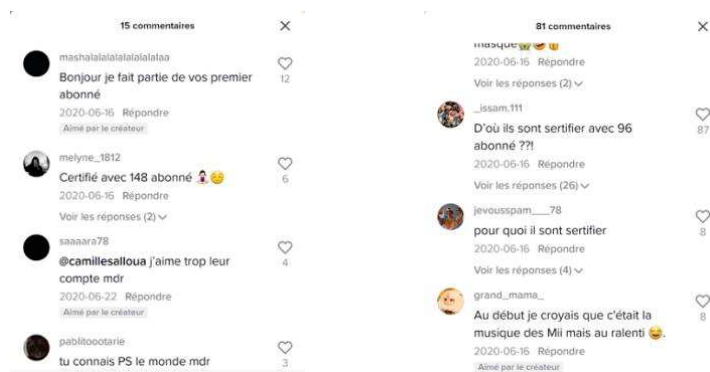 15 commentaires
mashalalalalalalalalaa
Bonjour je fait partie de vos premier
abonné
12
2020-06-16 Répondre
Aimé par le créateur
melyne_1812
Certifié avec 148 abonné
6
2020-06-16 Répondre
Voir les réponses (2)
saaaara78
@camillesalloua j'aime trop leur
compte mdr
4
2020-06-22 Répondre
Aimé par le créateur
pablitoootarie
tu connais PS le monde mdr
3
81 commentaires
masque
2020-06-16 Répondre
Voir les réponses (2)
_issam.111
D'où ils sont sertifier avec 96
abonné ??!
87
2020-06-16 Répondre
Voir les réponses (26)
jevousspam___78
pour quoi il sont sertifier
8
2020-06-16 Répondre
Voir les réponses (4)
grand_mama_
Au début je croyais que c'était la
musique des Mii mais au ralenti 😂.
8
2020-06-16 Répondre
Aimé par le créateur